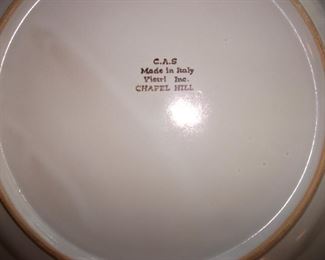 C.A.S
Made in Italy
Vietri Inc.
CHAPEL HILL